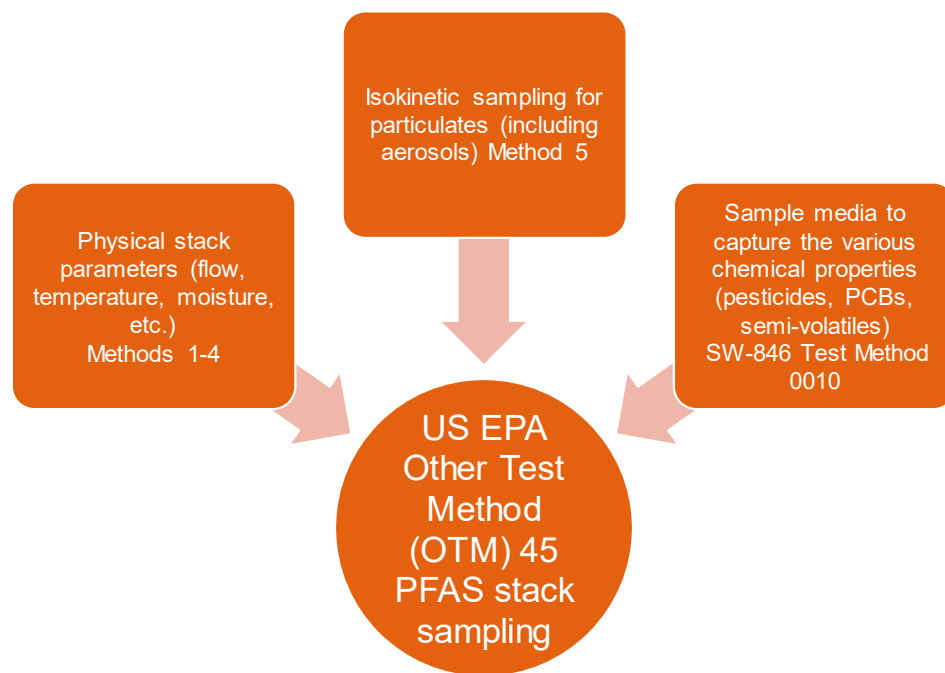 Isokinetic sampling for
particulates (including
aerosols) Method 5
Physical stack
parameters (flow,
temperature, moisture,
etc.)
Methods 1-4
Sample media to
capture the various
chemical properties
(pesticides, PCBs,
semi-volatiles)
SW-846 Test Method
0010
US EPA
Other Test
Method
(OTM) 45
PFAS stack
sampling